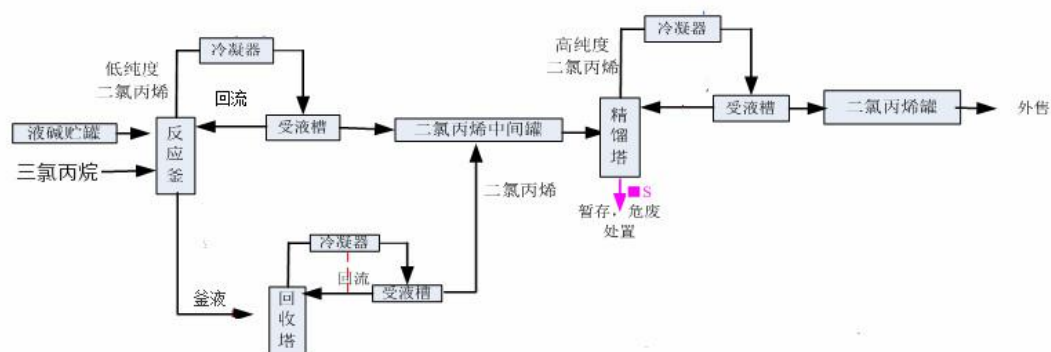 冷凝器
低纯度
二氯丙烯
回流
液碱贮罐
反
应
釜
受液槽
三氯丙烷
二氯丙烯中间罐
冷凝器
高纯度
二氯丙烯
精
馏
塔
受液槽
二氯丙烯罐
外售
■S
暂存，危废
处置
二氯丙烯
冷凝器
回流
受液槽
釜液
回
收
塔